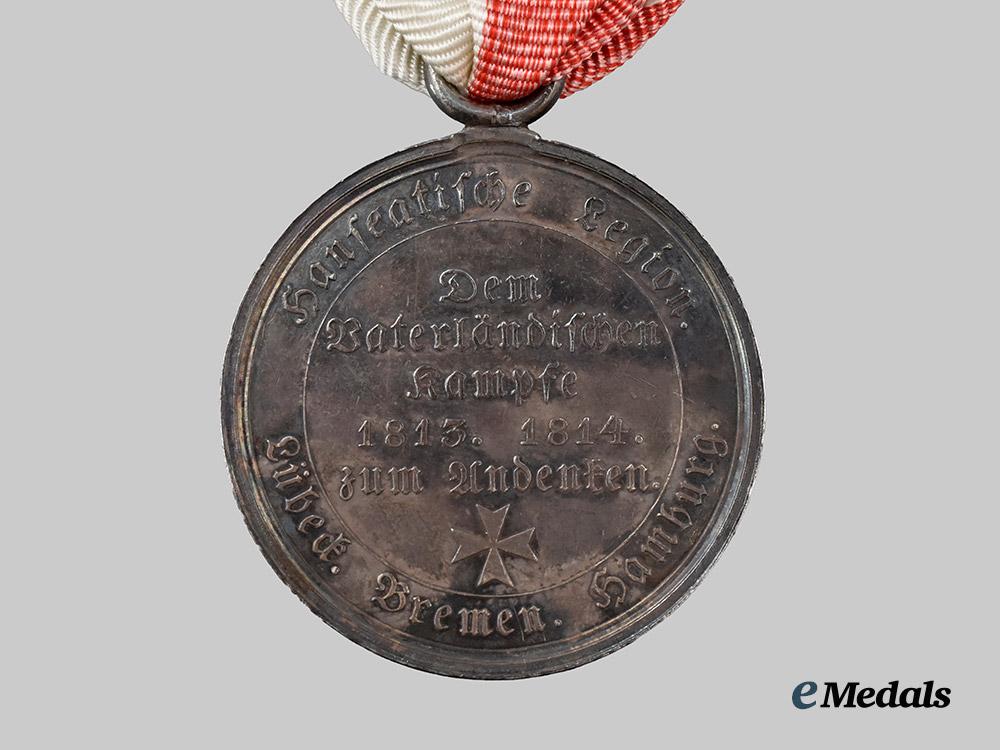 Hanseatische Legion.
Dem
Vaterländischen
Kampfe
1813. 1814.
zum Andenken.
Lübeck. Bremen. Hamburg.
eMedals